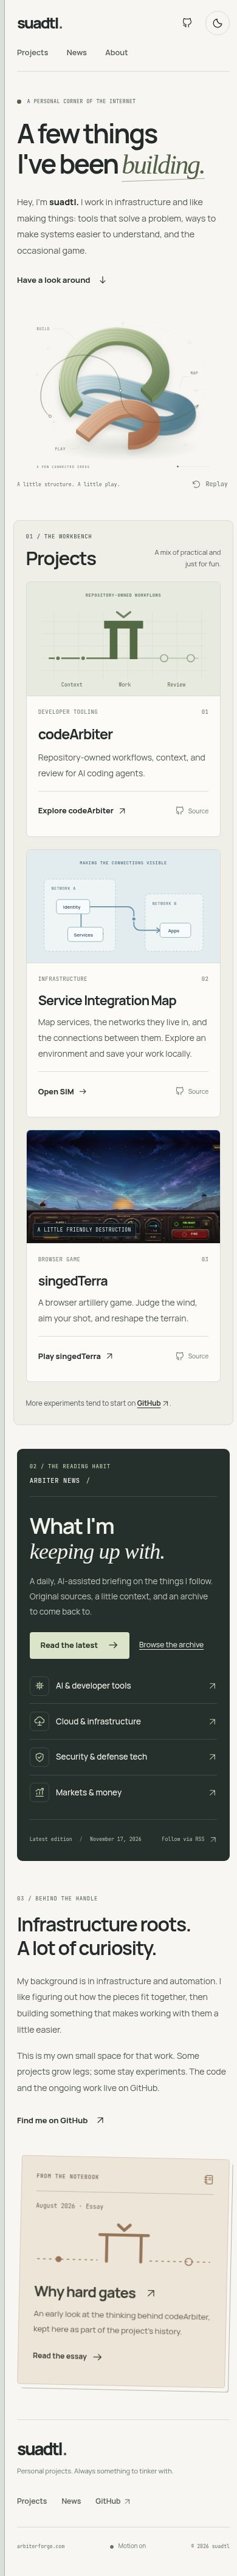 suadtl.
Projects News About
A PERSONAL CORNER OF THE INTERNET
A few things
I've been building.
Hey, I'm suadtl. I work in infrastructure and like
making things: tools that solve a problem, ways to
make systems easier to understand, and the
occasional game.
Have a look around
BUILD
MAP
PLAY
A FEW CONNECTED IDEAS
A little structure. A little play.
Replay
01 / THE WORKBENCH
Projects
A mix of practical and
just for fun.
REPOSITORY-OWNED WORKFLOWS
Context Work Review
DEVELOPER TOOLING 01
codeArbiter
Repository-owned workflows, context, and
review for AI coding agents.
Explore codeArbiter
Source
MAKING THE CONNECTIONS VISIBLE
NETWORK A
Identity
Services
NETWORK B
Apps
INFRASTRUCTURE 02
Service Integration Map
Map services, the networks they live in, and
the connections between them. Explore an
environment and save your work locally.
Open SIM
Source
A LITTLE FRIENDLY DESTRUCTION
BROWSER GAME 03
singedTerra
A browser artillery game. Judge the wind,
aim your shot, and reshape the terrain.
Play singedTerra
Source
More experiments tend to start on GitHub.
02 / THE READING HABIT
ARBITER NEWS /
What I'm
keeping up with.
A daily, AI-assisted briefing on the things I follow.
Original sources, a little context, and an archive
to come back to.
Read the latest
Browse the archive
AI & developer tools
Cloud & infrastructure
Security & defense tech
Markets & money
Latest edition / November 17, 2026
Follow via RSS
03 / BEHIND THE HANDLE
Infrastructure roots.
A lot of curiosity.
My background is in infrastructure and automation. I
like figuring out how the pieces fit together, then
building something that makes working with them a
little easier.
This is my own small space for that work. Some
projects grow legs; some stay experiments. The code
and the ongoing work live on GitHub.
Find me on GitHub
FROM THE NOTEBOOK
August 2026 · Essay
Why hard gates
An early look at the thinking behind codeArbiter,
kept here as part of the project's history.
Read the essay
suadtl.
Personal projects. Always something to tinker with.
Projects News GitHub
arbiterforge.com
Motion on
© 2026 suadtl